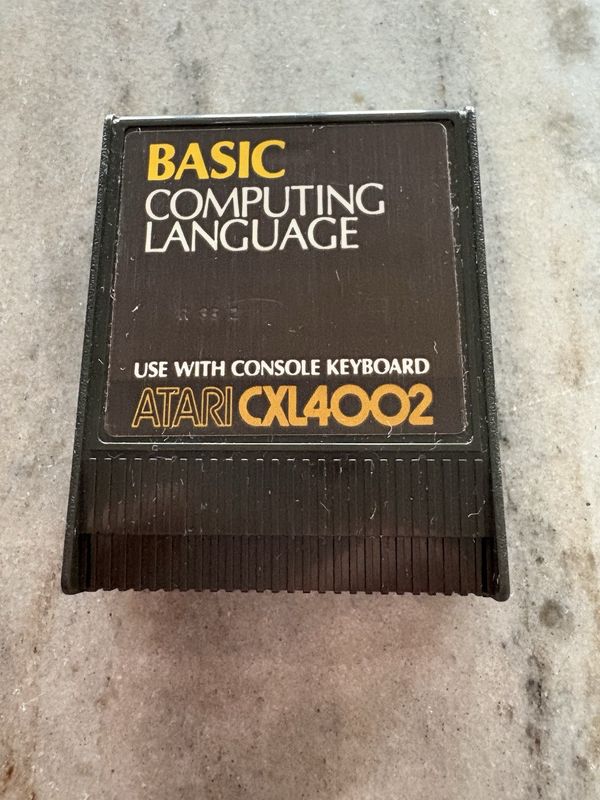 BASIC
COMPUTING
LANGUAGE
USE WITH CONSOLE KEYBOARD
ATARI CXL4002